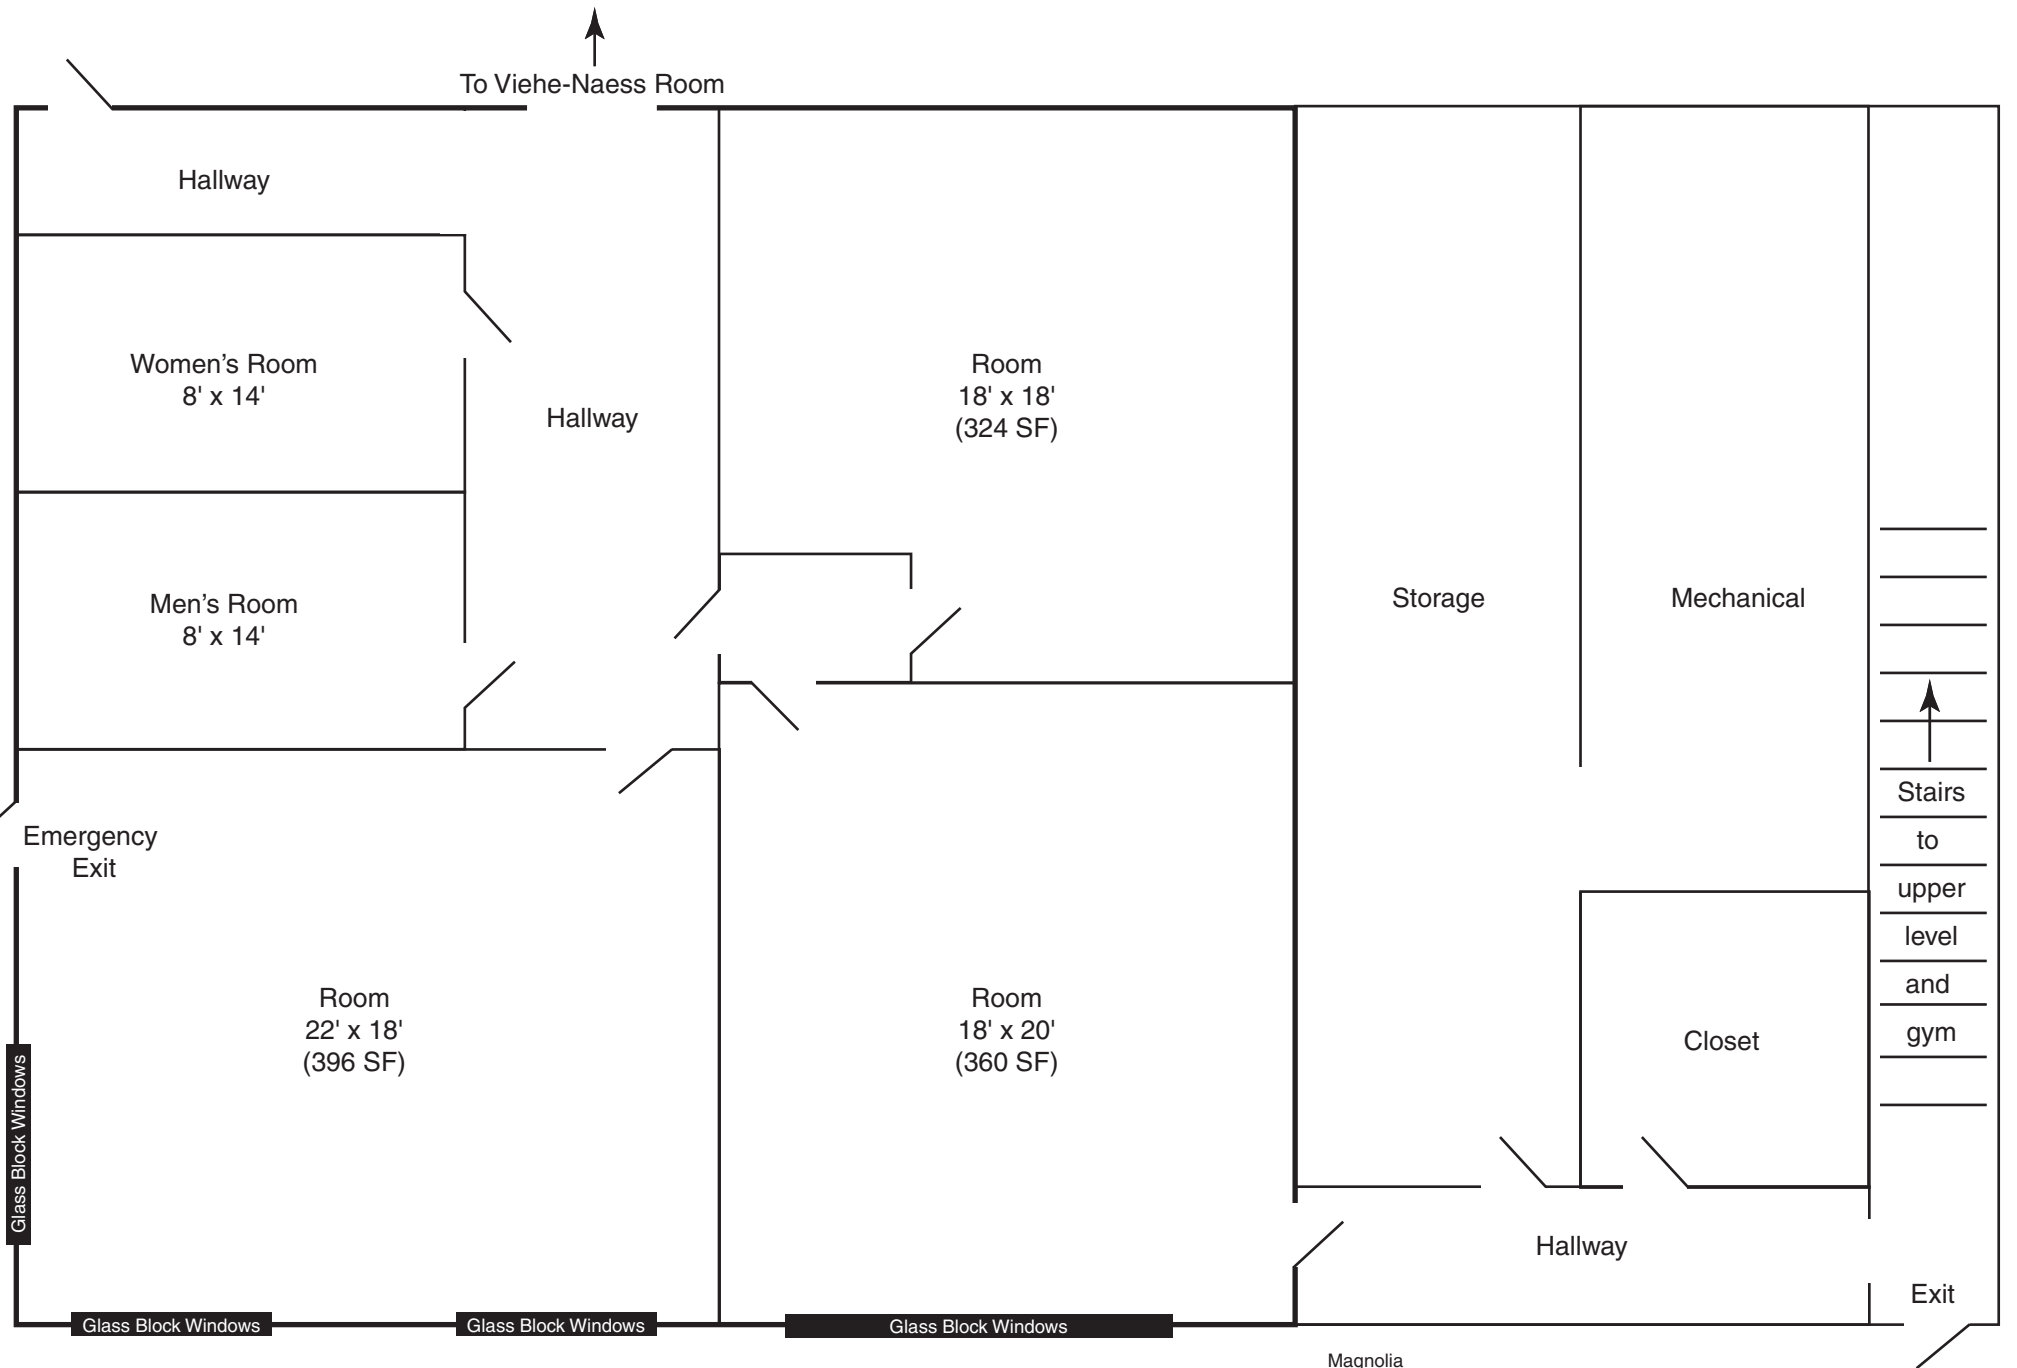 To Viehe-Naess Room
Hallway
Women’s Room
8' x 14'
Hallway
Room
18' x 18'
(324 SF)
Men’s Room
8' x 14'
Storage
Mechanical
Emergency
Exit
Stairs
to
upper
level
and
gym
Room
22' x 18'
(396 SF)
Room
18' x 20'
(360 SF)
Closet
Glass Block Windows
Hallway
Exit
Glass Block Windows
Glass Block Windows
Glass Block Windows
Magnolia